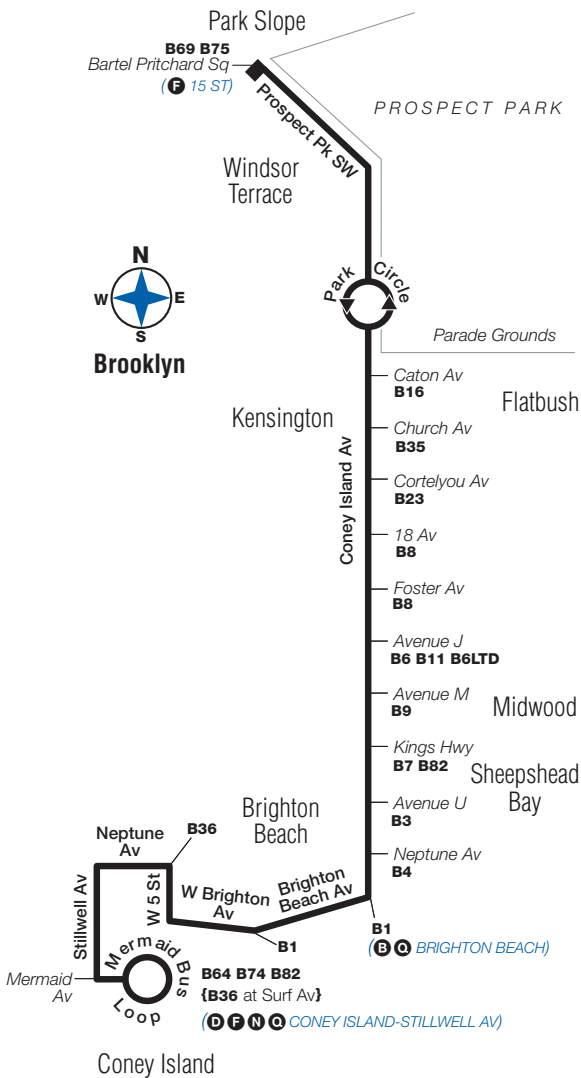 Park Slope
B69 B75
Bartel Pritchard Sq
(F 15 ST)
Prospect Pk SW
PROSPECT PARK
Windsor
Terrace
N
W E
S
Brooklyn
Park Circle
Parade Grounds
Caton Av
B16
Flatbush
Kensington
Church Av
B35
Coney Island Av
Cortelyou Av
B23
18 Av
B8
Foster Av
B8
Avenue J
B6 B11 B6LTD
Avenue M
B9
Midwood
Kings Hwy
B7 B82
Sheepshead
Bay
Avenue U
B3
Brighton
Beach
Neptune Av
B4
Neptune
Av
B36
Stillwell Av
W 5 St
W Brighton
Av
Brighton
Beach Av
B1
B1
(B Q BRIGHTON BEACH)
Mermaid
Av
Mermaid Bus
Loop
B64 B74 B82
{B36 at Surf Av}
(D F N Q CONEY ISLAND-STILLWELL AV)
Coney Island